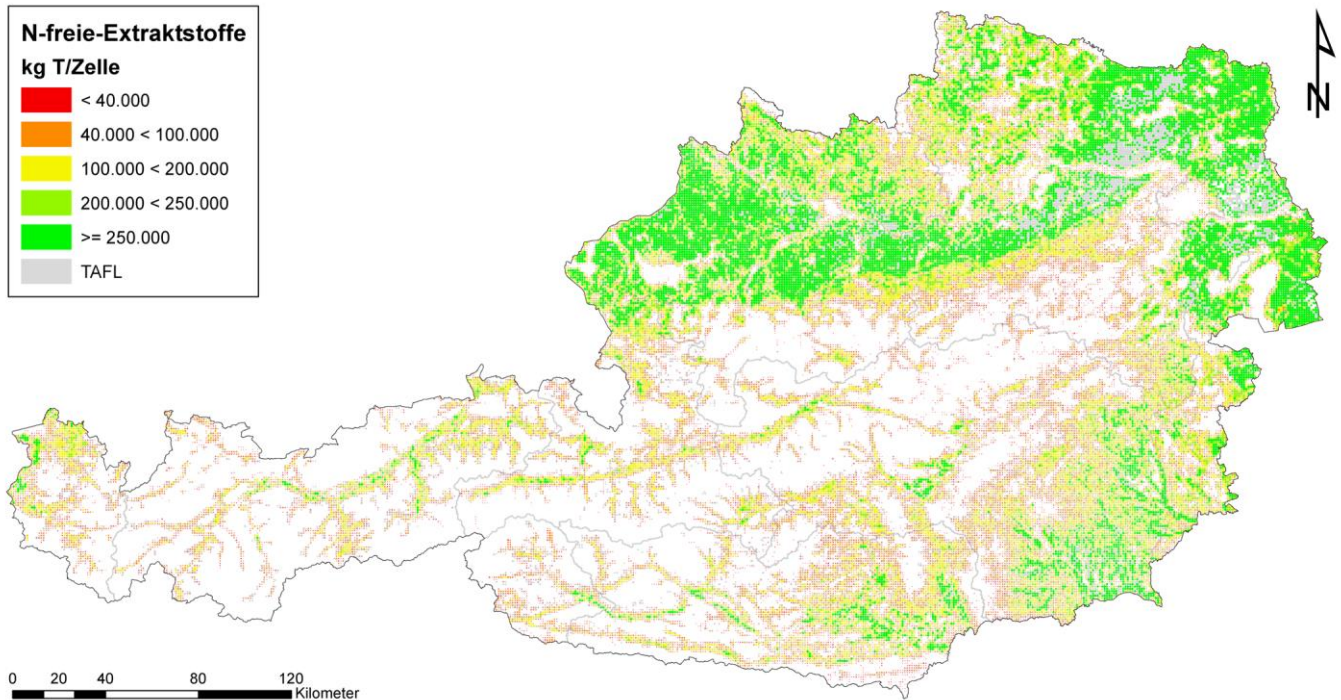 N-freie-Extraktstoffe
kg T/Zelle
< 40.000
40.000 < 100.000
100.000 < 200.000
200.000 < 250.000
>= 250.000
TAFL
N
0 20 40 80 120
Kilometer